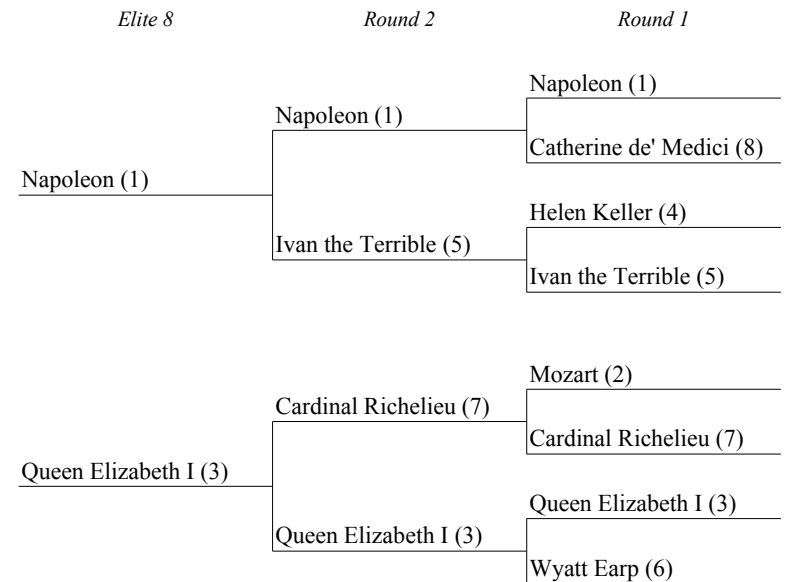 Elite 8 Round 2 Round 1
Napoleon (1)
Napoleon (1)
Catherine de' Medici (8)
Napoleon (1)
Helen Keller (4)
Ivan the Terrible (5)
Ivan the Terrible (5)
Mozart (2)
Cardinal Richelieu (7)
Cardinal Richelieu (7)
Queen Elizabeth I (3)
Queen Elizabeth I (3)
Queen Elizabeth I (3)
Wyatt Earp (6)